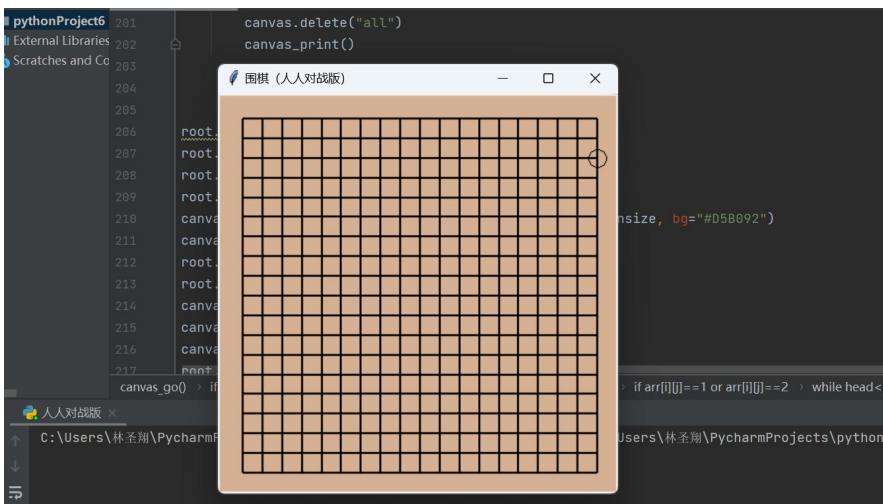 pythonProject6
External Libraries
Scratches and Co
201 canvas.delete("all")
202 canvas_print()
203
204
205
206 root.
207 root.
208 root.
209 root.
210 canva nsize, bg="#D5B092")
211 canva
212 root.
213 root.
214 canva
215 canva
216 canva
217 root
围棋 (人人对战版)
canvas_go() › if › if arr[i][j]==1 or arr[i][j]==2 › while head<
人人对战版
C:\Users\林圣翔\PycharmP Users\林圣翔\PycharmProjects\python